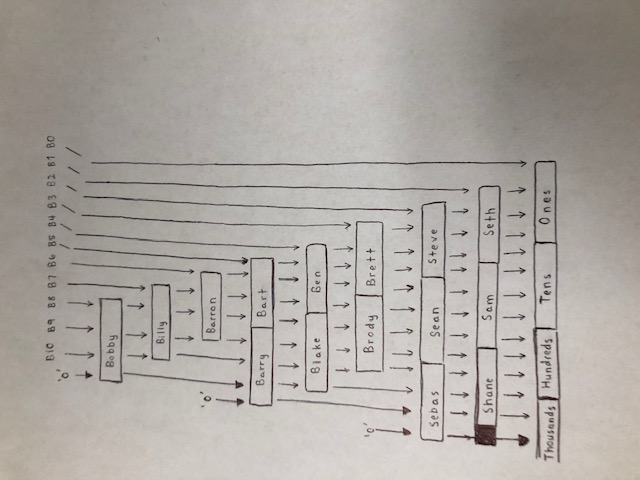 B10 B9 B8 B7 B6 B5 B4 B3 B2 B1 B0
'0'
Bobby
Billy
'0'
Barron
Barry Bart
Blake Ben
'0'
Brody Brett
Sebas Sean Steve
Shane Sam Seth
Thousands Hundreds Tens Ones